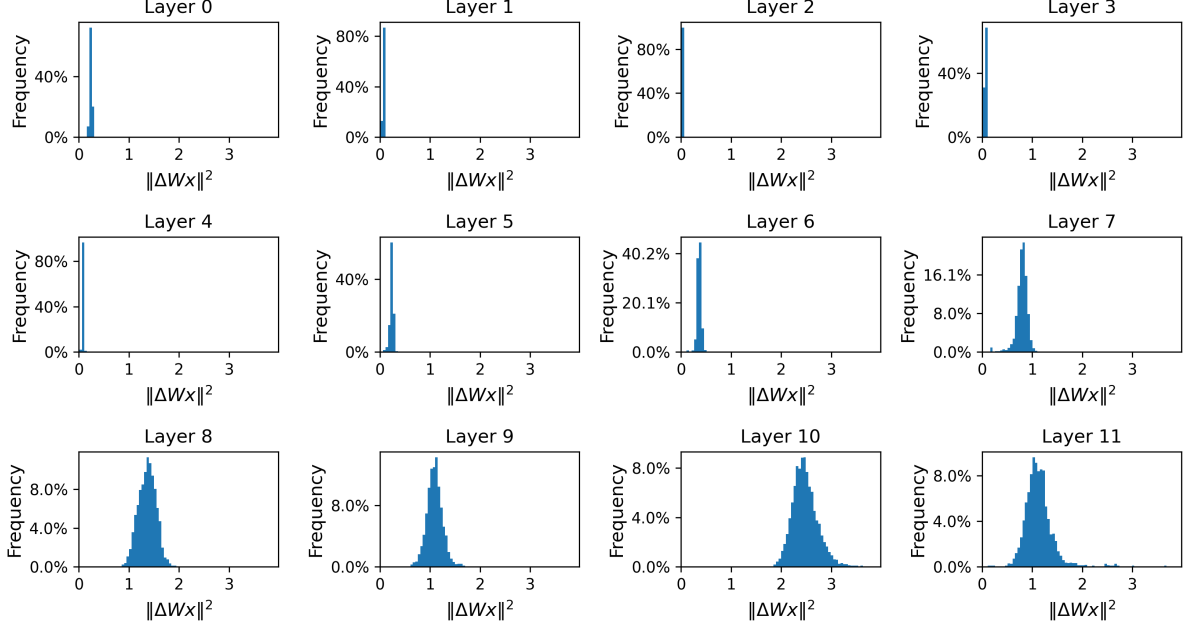 Layer 0
Frequency
40%
0%
0 1 2 3
‖ΔWx‖²
Layer 1
Frequency
80%
40%
0%
0 1 2 3
‖ΔWx‖²
Layer 2
Frequency
80%
40%
0%
0 1 2 3
‖ΔWx‖²
Layer 3
Frequency
40%
0%
0 1 2 3
‖ΔWx‖²
Layer 4
Frequency
80%
40%
0%
0 1 2 3
‖ΔWx‖²
Layer 5
Frequency
40%
0%
0 1 2 3
‖ΔWx‖²
Layer 6
Frequency
40.2%
20.1%
0.0%
0 1 2 3
‖ΔWx‖²
Layer 7
Frequency
16.1%
8.0%
0.0%
0 1 2 3
‖ΔWx‖²
Layer 8
Frequency
8.0%
4.0%
0.0%
0 1 2 3
‖ΔWx‖²
Layer 9
Frequency
8.0%
0.0%
0 1 2 3
‖ΔWx‖²
Layer 10
Frequency
8.0%
4.0%
0.0%
0 1 2 3
‖ΔWx‖²
Layer 11
Frequency
8.0%
4.0%
0.0%
0 1 2 3
‖ΔWx‖²